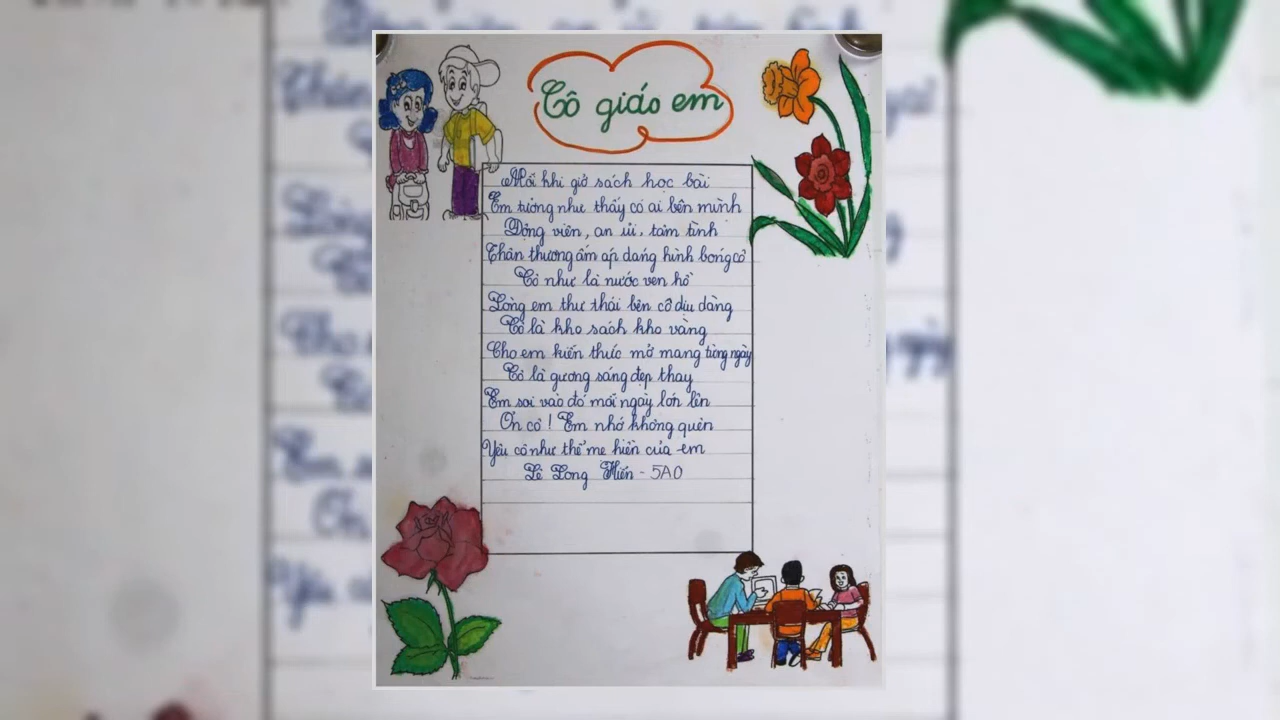 Cô giáo em
Mỗi khi giở sách học bài
Em tưởng như thấy có ai bên mình
Động viên, an ủi, tâm tình
Thân thương ấm áp dáng hình bóng cô
Cô như là nước ven hồ
Lòng em thư thái bên cô dịu dàng
Cô là kho sách kho vàng
Cho em kiến thức mở mang từng ngày
Cô là gương sáng đẹp thay
Em soi vào đó mỗi ngày lớn lên
Ơn cô! Em nhớ không quên
Yêu cô như thể mẹ hiền của em
Lê Long Hiến - 5A0